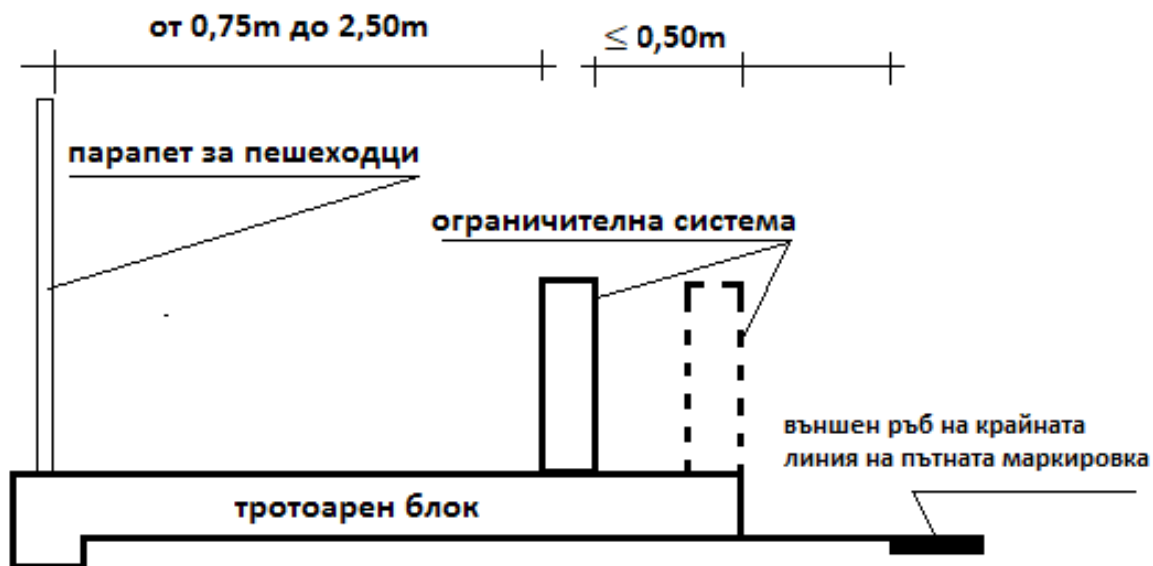 от 0,75m до 2,50m
≤ 0,50m
парапет за пешеходци
ограничителна система
външен ръб на крайната
линия на пътната маркировка
тротоарен блок